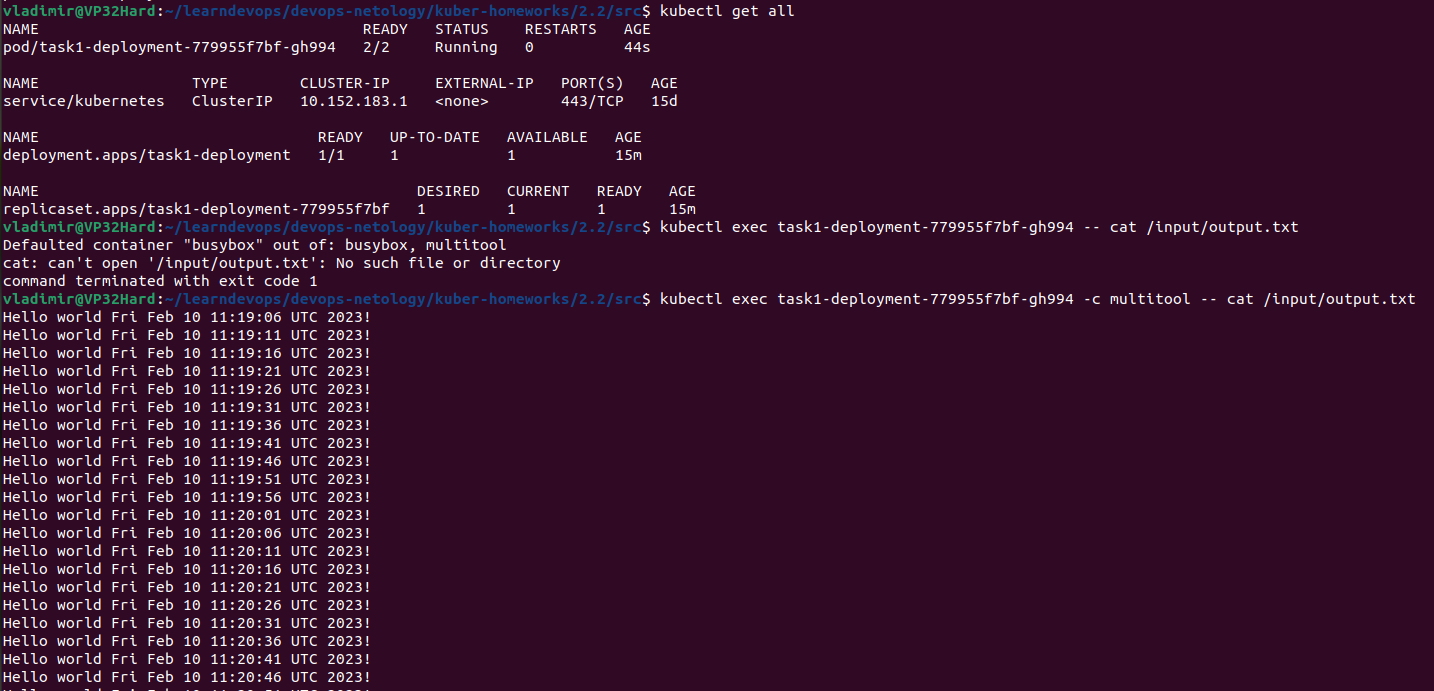 vladimir@VP32Hard:~/learndevops/devops-netology/kuber-homeworks/2.2/src$ kubectl get all
NAME                                    READY   STATUS    RESTARTS   AGE
pod/task1-deployment-779955f7bf-gh994   2/2     Running   0          44s

NAME                 TYPE        CLUSTER-IP     EXTERNAL-IP   PORT(S)   AGE
service/kubernetes   ClusterIP   10.152.183.1   <none>        443/TCP   15d

NAME                               READY   UP-TO-DATE   AVAILABLE   AGE
deployment.apps/task1-deployment   1/1     1            1           15m

NAME                                          DESIRED   CURRENT   READY   AGE
replicaset.apps/task1-deployment-779955f7bf   1         1         1       15m
vladimir@VP32Hard:~/learndevops/devops-netology/kuber-homeworks/2.2/src$ kubectl exec task1-deployment-779955f7bf-gh994 -- cat /input/output.txt
Defaulted container "busybox" out of: busybox, multitool
cat: can't open '/input/output.txt': No such file or directory
command terminated with exit code 1
vladimir@VP32Hard:~/learndevops/devops-netology/kuber-homeworks/2.2/src$ kubectl exec task1-deployment-779955f7bf-gh994 -c multitool -- cat /input/output.txt
Hello world Fri Feb 10 11:19:06 UTC 2023!
Hello world Fri Feb 10 11:19:11 UTC 2023!
Hello world Fri Feb 10 11:19:16 UTC 2023!
Hello world Fri Feb 10 11:19:21 UTC 2023!
Hello world Fri Feb 10 11:19:26 UTC 2023!
Hello world Fri Feb 10 11:19:31 UTC 2023!
Hello world Fri Feb 10 11:19:36 UTC 2023!
Hello world Fri Feb 10 11:19:41 UTC 2023!
Hello world Fri Feb 10 11:19:46 UTC 2023!
Hello world Fri Feb 10 11:19:51 UTC 2023!
Hello world Fri Feb 10 11:19:56 UTC 2023!
Hello world Fri Feb 10 11:20:01 UTC 2023!
Hello world Fri Feb 10 11:20:06 UTC 2023!
Hello world Fri Feb 10 11:20:11 UTC 2023!
Hello world Fri Feb 10 11:20:16 UTC 2023!
Hello world Fri Feb 10 11:20:21 UTC 2023!
Hello world Fri Feb 10 11:20:26 UTC 2023!
Hello world Fri Feb 10 11:20:31 UTC 2023!
Hello world Fri Feb 10 11:20:36 UTC 2023!
Hello world Fri Feb 10 11:20:41 UTC 2023!
Hello world Fri Feb 10 11:20:46 UTC 2023!